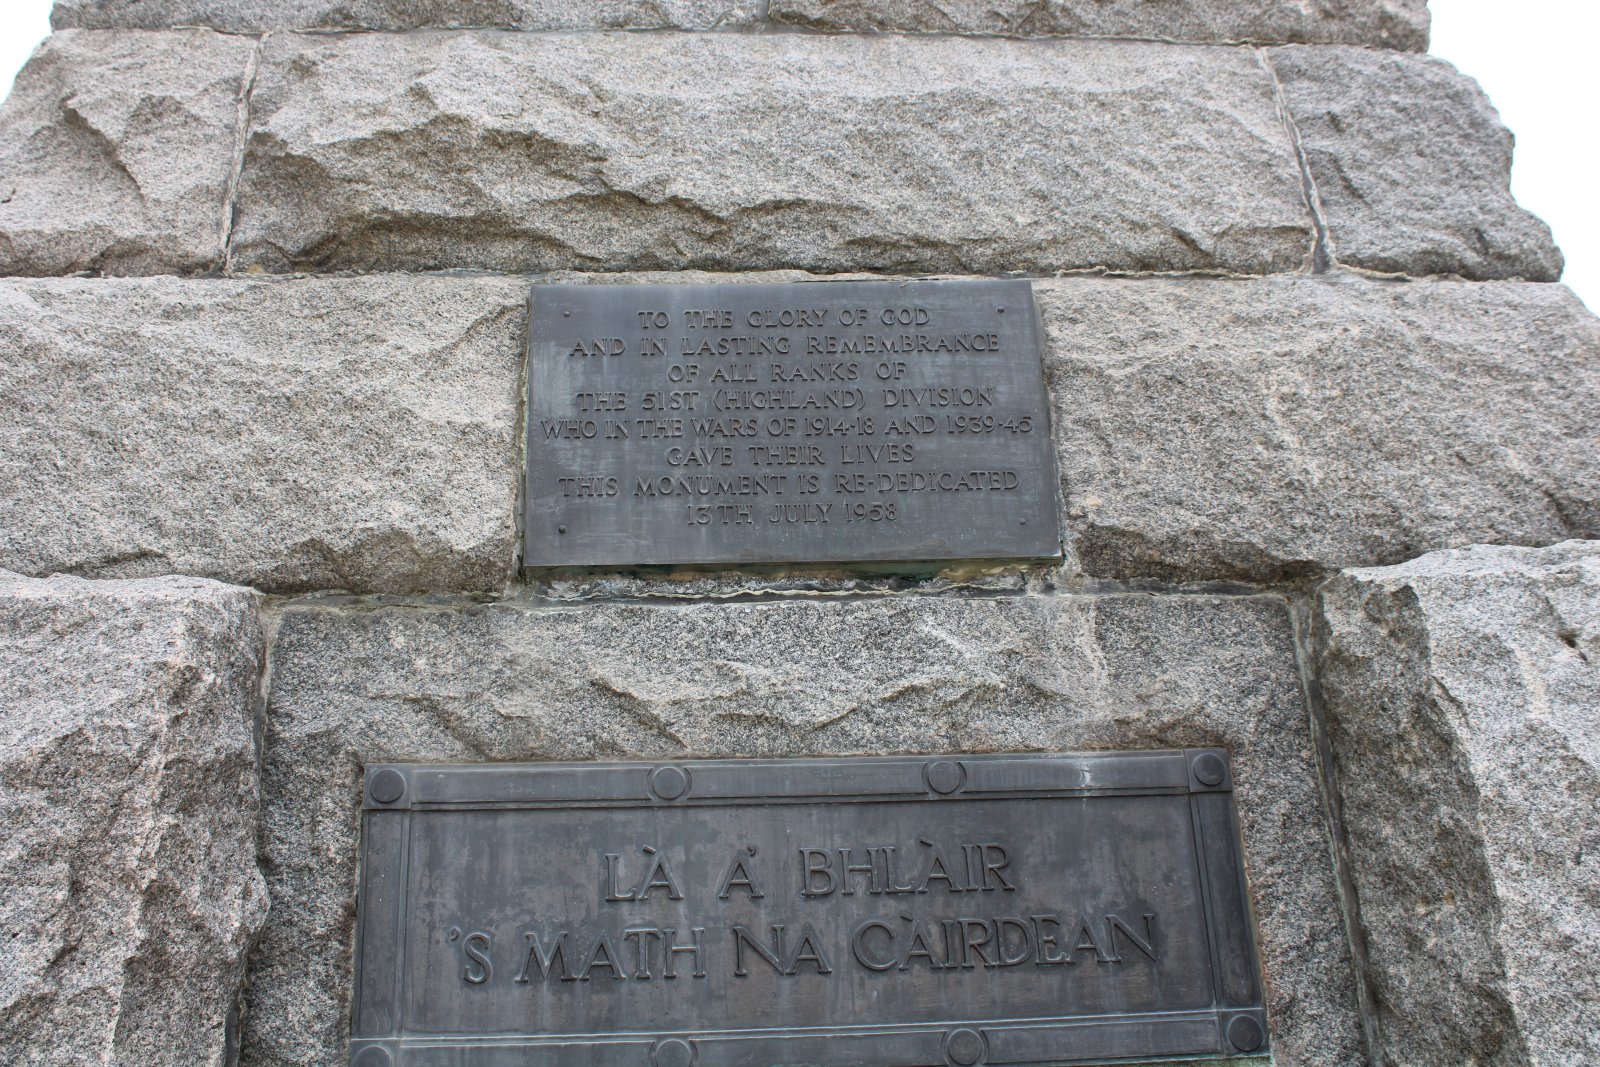 TO THE GLORY OF GOD
AND IN LASTING REMEMBRANCE
OF ALL RANKS OF
THE 51ST (HIGHLAND) DIVISION
WHO IN THE WARS OF 1914-18 AND 1939-45
GAVE THEIR LIVES
THIS MONUMENT IS RE-DEDICATED
13TH JULY 1958
LÀ A' BHLÀIR
'S MATH NA CÀIRDEAN